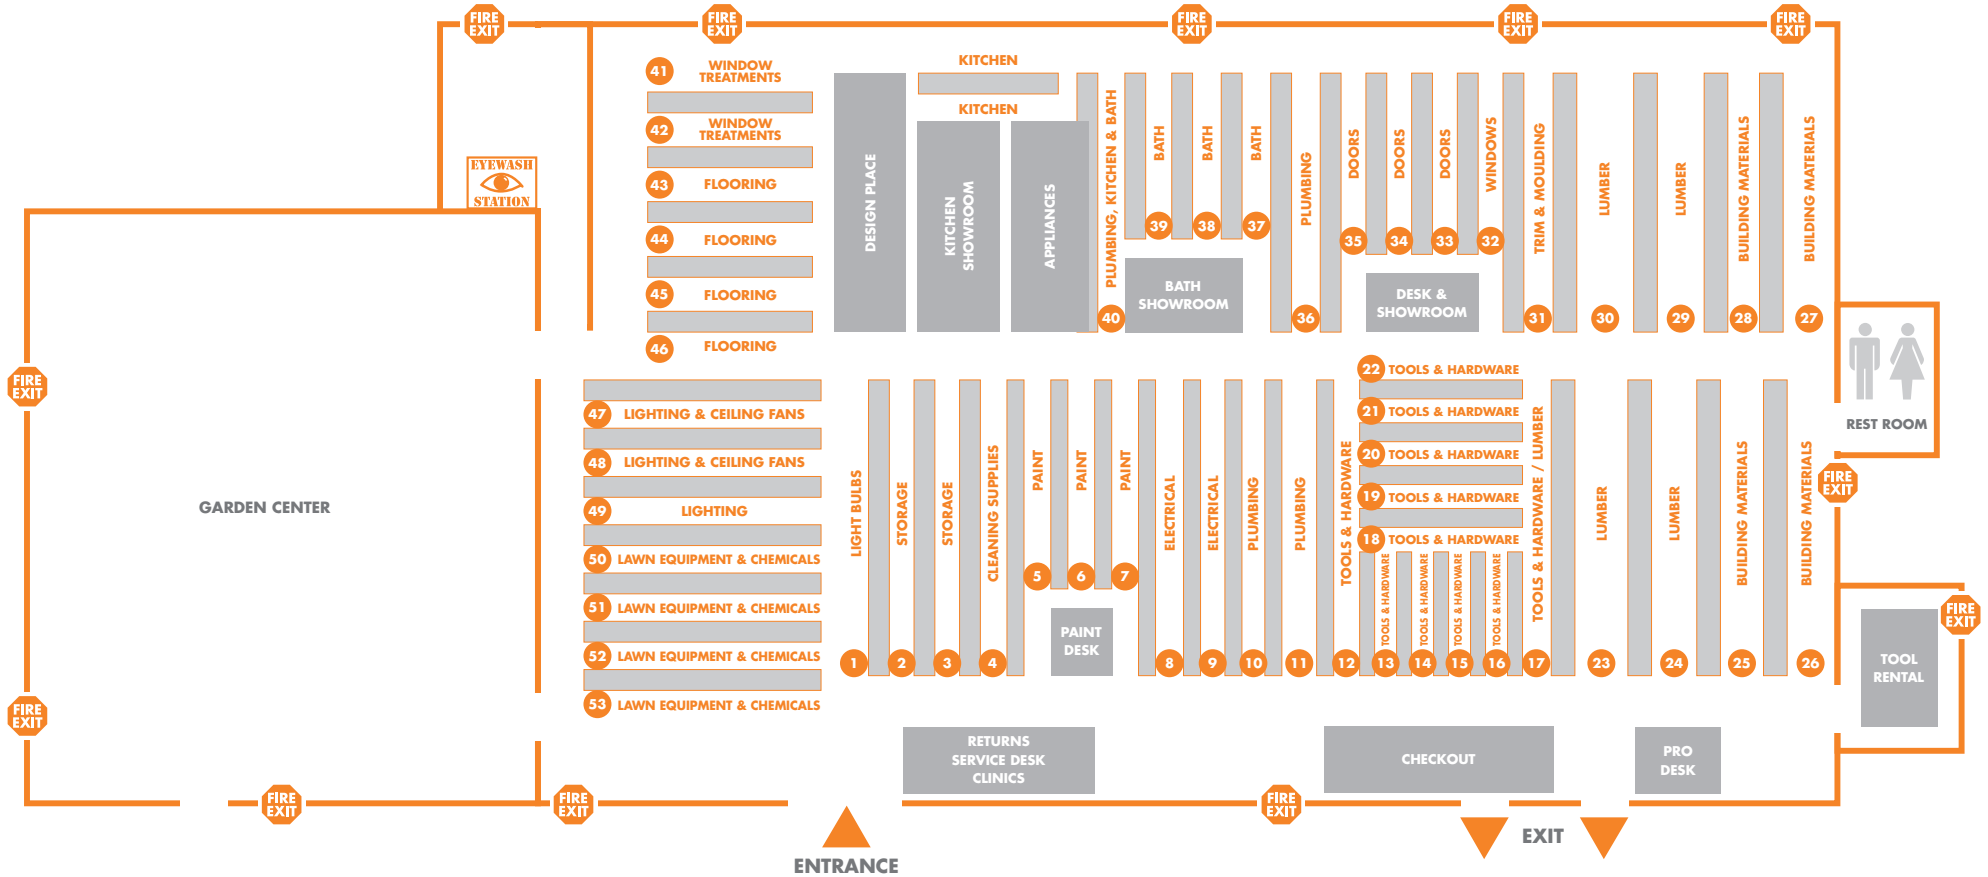 FIRE
EXIT
FIRE
EXIT
FIRE
EXIT
FIRE
EXIT
FIRE
EXIT
EYEWASH
STATION
41 WINDOW
TREATMENTS
42 WINDOW
TREATMENTS
43 FLOORING
44 FLOORING
45 FLOORING
46 FLOORING
DESIGN PLACE
KITCHEN
KITCHEN
KITCHEN
SHOWROOM
APPLIANCES
PLUMBING, KITCHEN & BATH
40
BATH
39
BATH
38
BATH
37
BATH
SHOWROOM
PLUMBING
36
DOORS
35
DOORS
34
DOORS
33
WINDOWS
32
DESK &
SHOWROOM
TRIM & MOULDING
31
LUMBER
30
LUMBER
29
BUILDING MATERIALS
28
BUILDING MATERIALS
27
REST ROOM
FIRE
EXIT
FIRE
EXIT
GARDEN CENTER
47 LIGHTING & CEILING FANS
48 LIGHTING & CEILING FANS
49 LIGHTING
50 LAWN EQUIPMENT & CHEMICALS
51 LAWN EQUIPMENT & CHEMICALS
52 LAWN EQUIPMENT & CHEMICALS
53 LAWN EQUIPMENT & CHEMICALS
LIGHT BULBS
1
STORAGE
2
STORAGE
3
CLEANING SUPPLIES
4
PAINT
5
PAINT
6
PAINT
7
PAINT
DESK
ELECTRICAL
8
ELECTRICAL
9
PLUMBING
10
PLUMBING
11
TOOLS & HARDWARE
12
22 TOOLS & HARDWARE
21 TOOLS & HARDWARE
20 TOOLS & HARDWARE
19 TOOLS & HARDWARE
18 TOOLS & HARDWARE
TOOLS & HARDWARE
13
TOOLS & HARDWARE
14
TOOLS & HARDWARE
15
TOOLS & HARDWARE
16
TOOLS & HARDWARE / LUMBER
17
LUMBER
23
LUMBER
24
BUILDING MATERIALS
25
BUILDING MATERIALS
26
FIRE
EXIT
TOOL
RENTAL
FIRE
EXIT
RETURNS
SERVICE DESK
CLINICS
CHECKOUT
PRO
DESK
FIRE
EXIT
FIRE
EXIT
FIRE
EXIT
FIRE
EXIT
ENTRANCE
EXIT